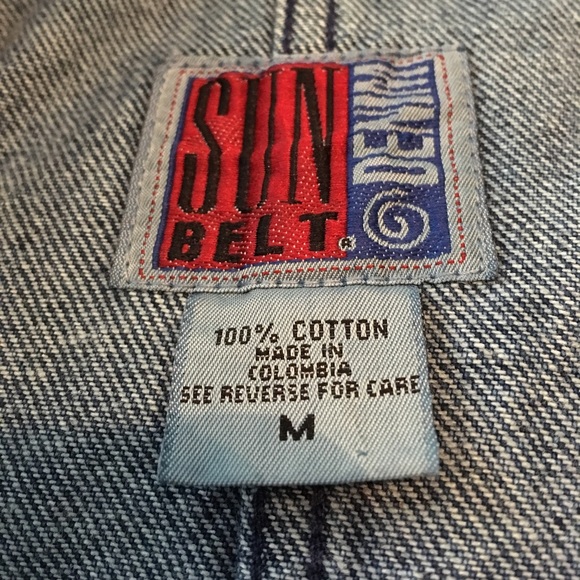 SUN
BELT®
DENIM
100% COTTON
MADE IN
COLOMBIA
SEE REVERSE FOR CARE
M